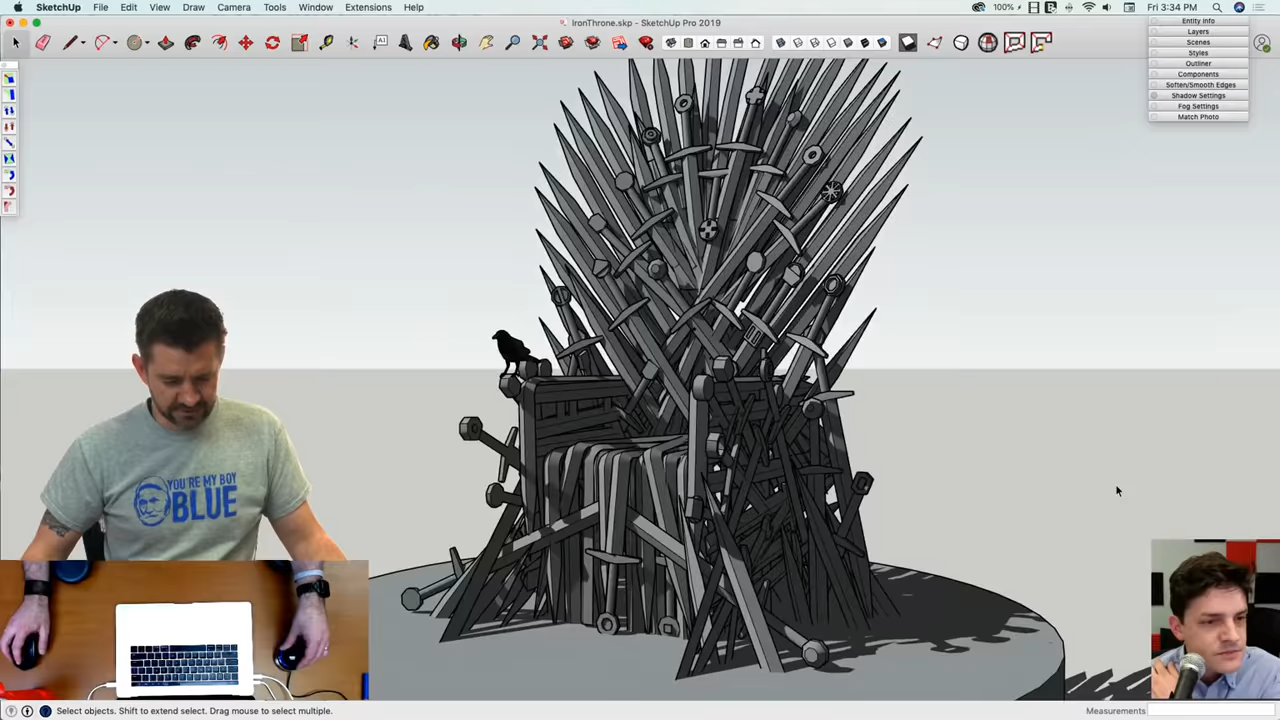 SketchUp File Edit View Draw Camera Tools Window Extensions Help
100% Fri 3:34 PM
IronThrone.skp - SketchUp Pro 2019
Entity Info
Layers
Scenes
Styles
Outliner
Components
Soften/Smooth Edges
Shadow Settings
Fog Settings
Match Photo
YOU'RE MY BOY
BLUE
Select objects. Shift to extend select. Drag mouse to select multiple.
Measurements